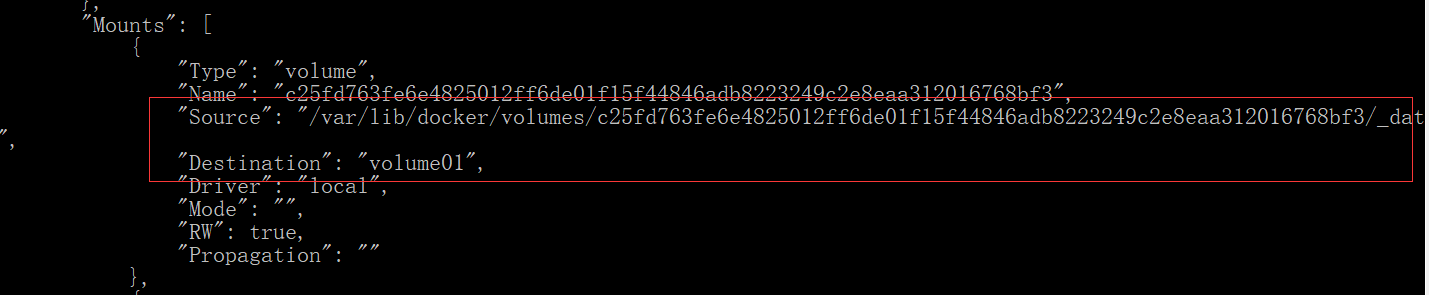 },
"Mounts": [
{
"Type": "volume",
"Name": "c25fd763fe6e4825012ff6de01f15f44846adb8223249c2e8eaa312016768bf3",
"Source": "/var/lib/docker/volumes/c25fd763fe6e4825012ff6de01f15f44846adb8223249c2e8eaa312016768bf3/_dat
",
"Destination": "volume01",
"Driver": "local",
"Mode": "",
"RW": true,
"Propagation": ""
},
{